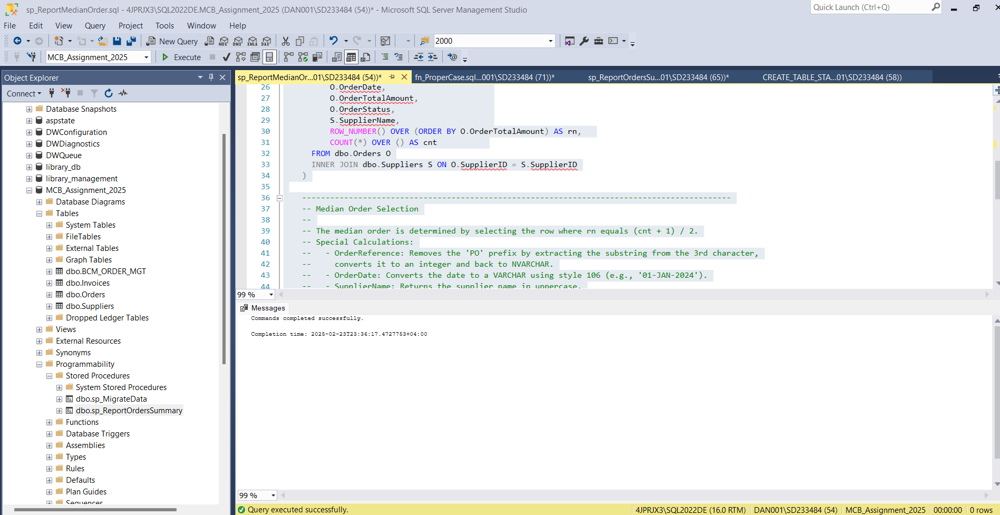 sp_ReportMedianOrder.sql - 4JPRJX3\SQL2022DE.MCB_Assignment_2025 (DAN001\SD233484 (54))* - Microsoft SQL Server Management Studio
Quick Launch (Ctrl+Q)
File Edit View Query Project Tools Window Help
New Query MDX DMX XMLA DAX 2000
MCB_Assignment_2025 Execute
Object Explorer
Connect
Database Snapshots
aspstate
DWConfiguration
DWDiagnostics
DWQueue
library_db
library_management
MCB_Assignment_2025
Database Diagrams
Tables
System Tables
FileTables
External Tables
Graph Tables
dbo.BCM_ORDER_MGT
dbo.Invoices
dbo.Orders
dbo.Suppliers
Dropped Ledger Tables
Views
External Resources
Synonyms
Programmability
Stored Procedures
System Stored Procedures
dbo.sp_MigrateData
dbo.sp_ReportOrdersSummary
Functions
Database Triggers
Assemblies
Types
Rules
Defaults
Plan Guides
Sequences
sp_ReportMedianOr...01\SD233484 (54))* fn_ProperCase.sql...001\SD233484 (71))* sp_ReportOrdersSu...01\SD233484 (65))* CREATE_TABLE_STA...01\SD233484 (58))
26 O.OrderDate,
27 O.OrderTotalAmount,
28 O.OrderStatus,
29 S.SupplierName,
30 ROW_NUMBER() OVER (ORDER BY O.OrderTotalAmount) AS rn,
31 COUNT(*) OVER () AS cnt
32 FROM dbo.Orders O
33 INNER JOIN dbo.Suppliers S ON O.SupplierID = S.SupplierID
34 )
35
36 --------------------------------------------------------------------------------------------
37 -- Median Order Selection
38 --
39 -- The median order is determined by selecting the row where rn equals (cnt + 1) / 2.
40 -- Special Calculations:
41 -- - OrderReference: Removes the 'PO' prefix by extracting the substring from the 3rd character,
42 -- converts it to an integer and back to NVARCHAR.
43 -- - OrderDate: Converts the date to a VARCHAR using style 106 (e.g., '01-JAN-2024').
44 -- - SupplierName: Returns the supplier name in uppercase.
99 %
Messages
Commands completed successfully.
Completion time: 2025-02-23T23:36:17.4727753+04:00
99 %
Query executed successfully.
4JPRJX3\SQL2022DE (16.0 RTM) DAN001\SD233484 (54) MCB_Assignment_2025 00:00:00 0 rows